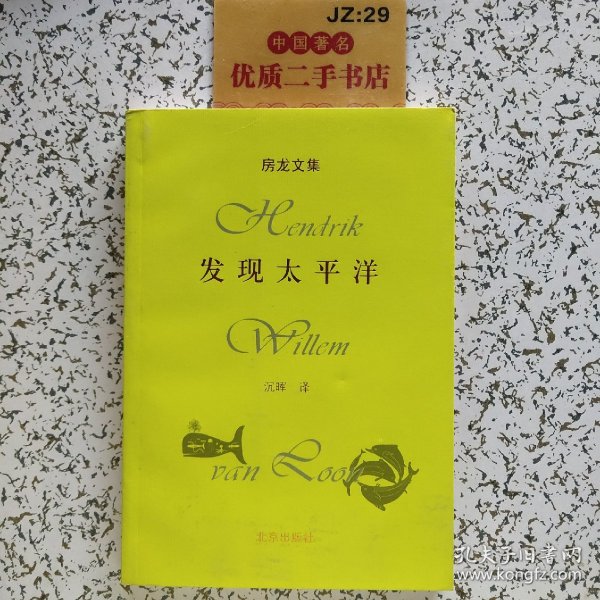 JZ:29
中国著名
优质二手书店
房龙文集
Hendrik
发现太平洋
Willem
沉晖 译
van Loon
北京出版社
孔夫子旧书网
www.kongfz.com